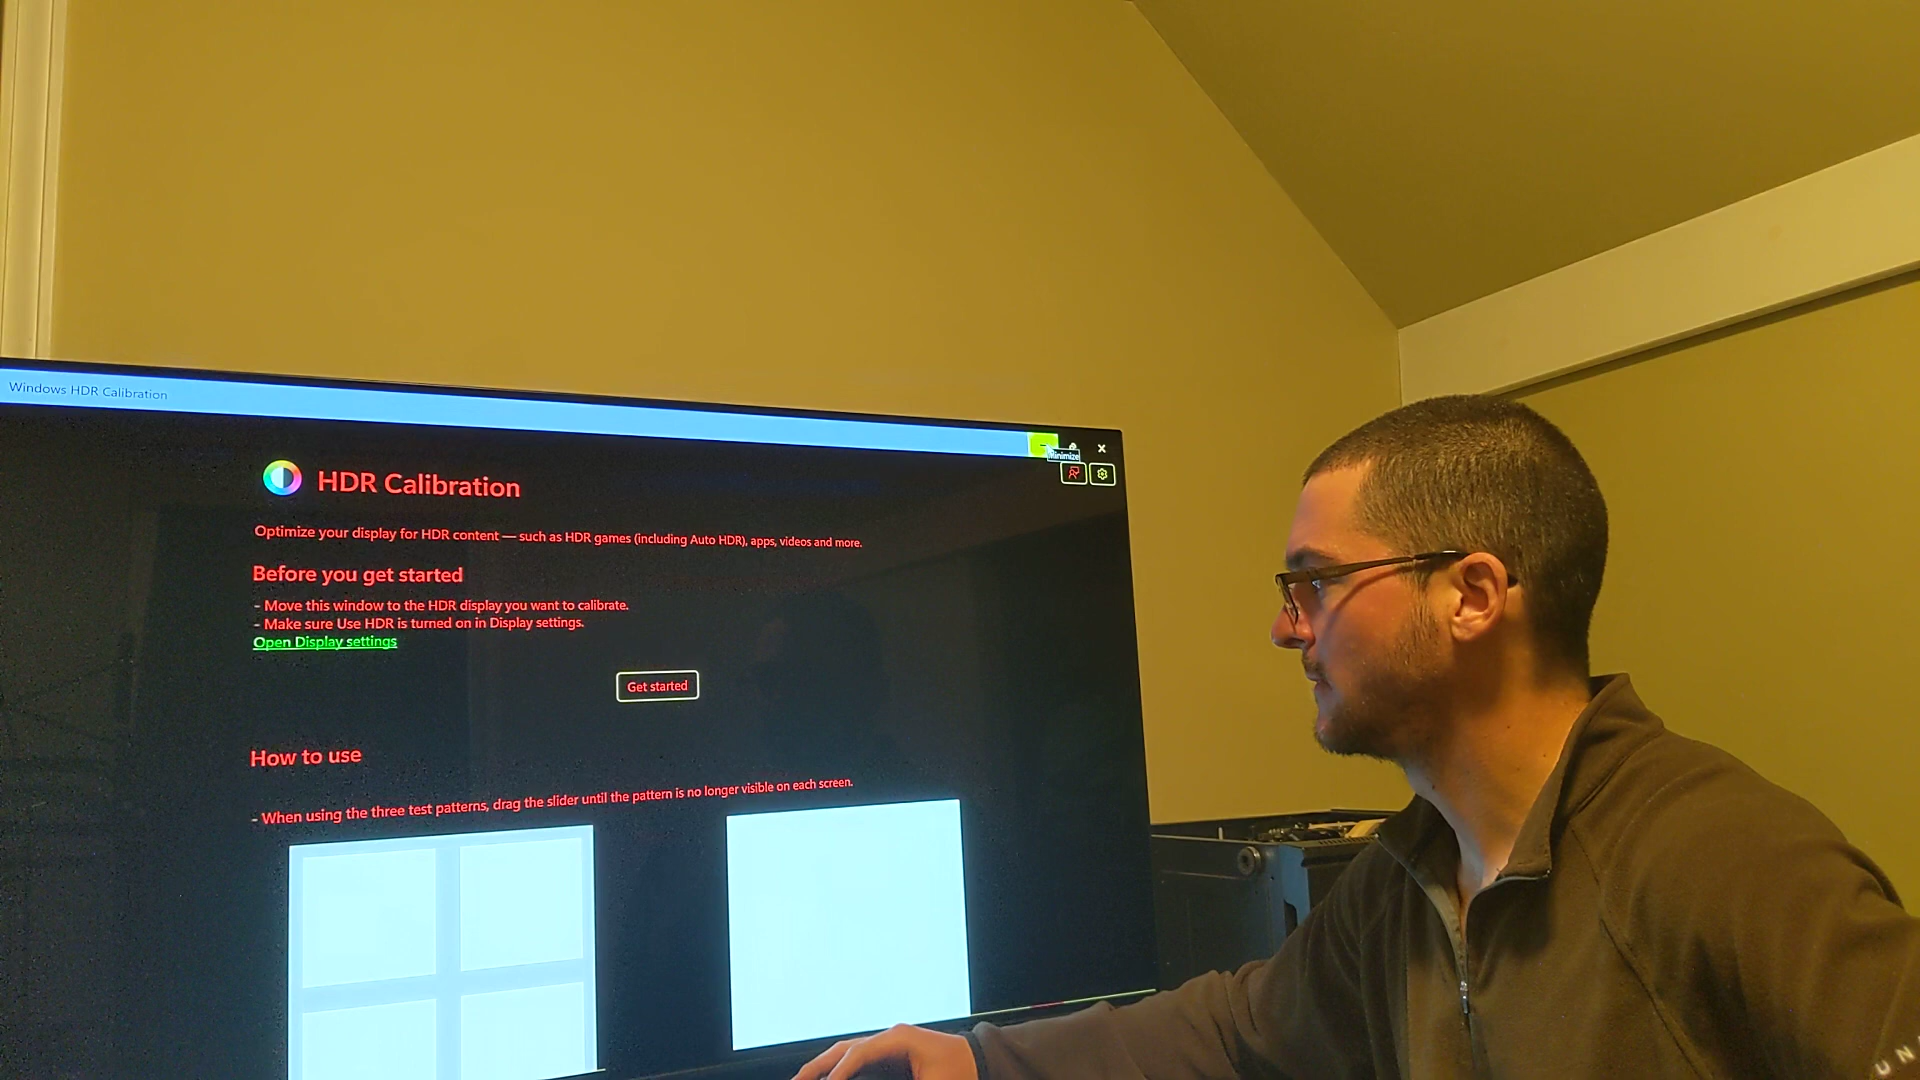 Windows HDR Calibration
Minimize
HDR Calibration
Optimize your display for HDR content — such as HDR games (including Auto HDR), apps, videos and more.
Before you get started
- Move this window to the HDR display you want to calibrate.
- Make sure Use HDR is turned on in Display settings.
Open Display settings
Get started
How to use
- When using the three test patterns, drag the slider until the pattern is no longer visible on each screen.